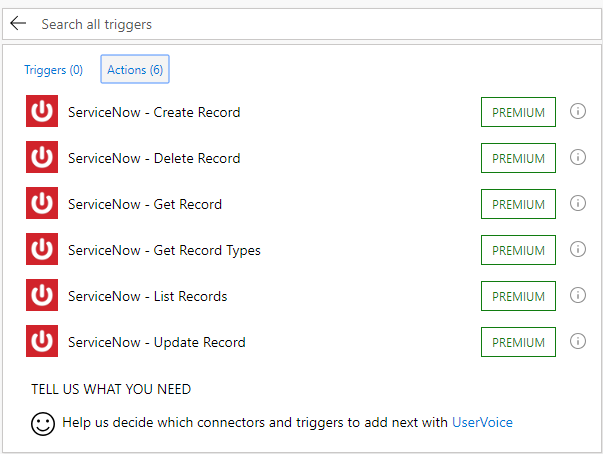 Search all triggers
Triggers (0) Actions (6)
ServiceNow - Create Record PREMIUM
ServiceNow - Delete Record PREMIUM
ServiceNow - Get Record PREMIUM
ServiceNow - Get Record Types PREMIUM
ServiceNow - List Records PREMIUM
ServiceNow - Update Record PREMIUM
TELL US WHAT YOU NEED
Help us decide which connectors and triggers to add next with UserVoice